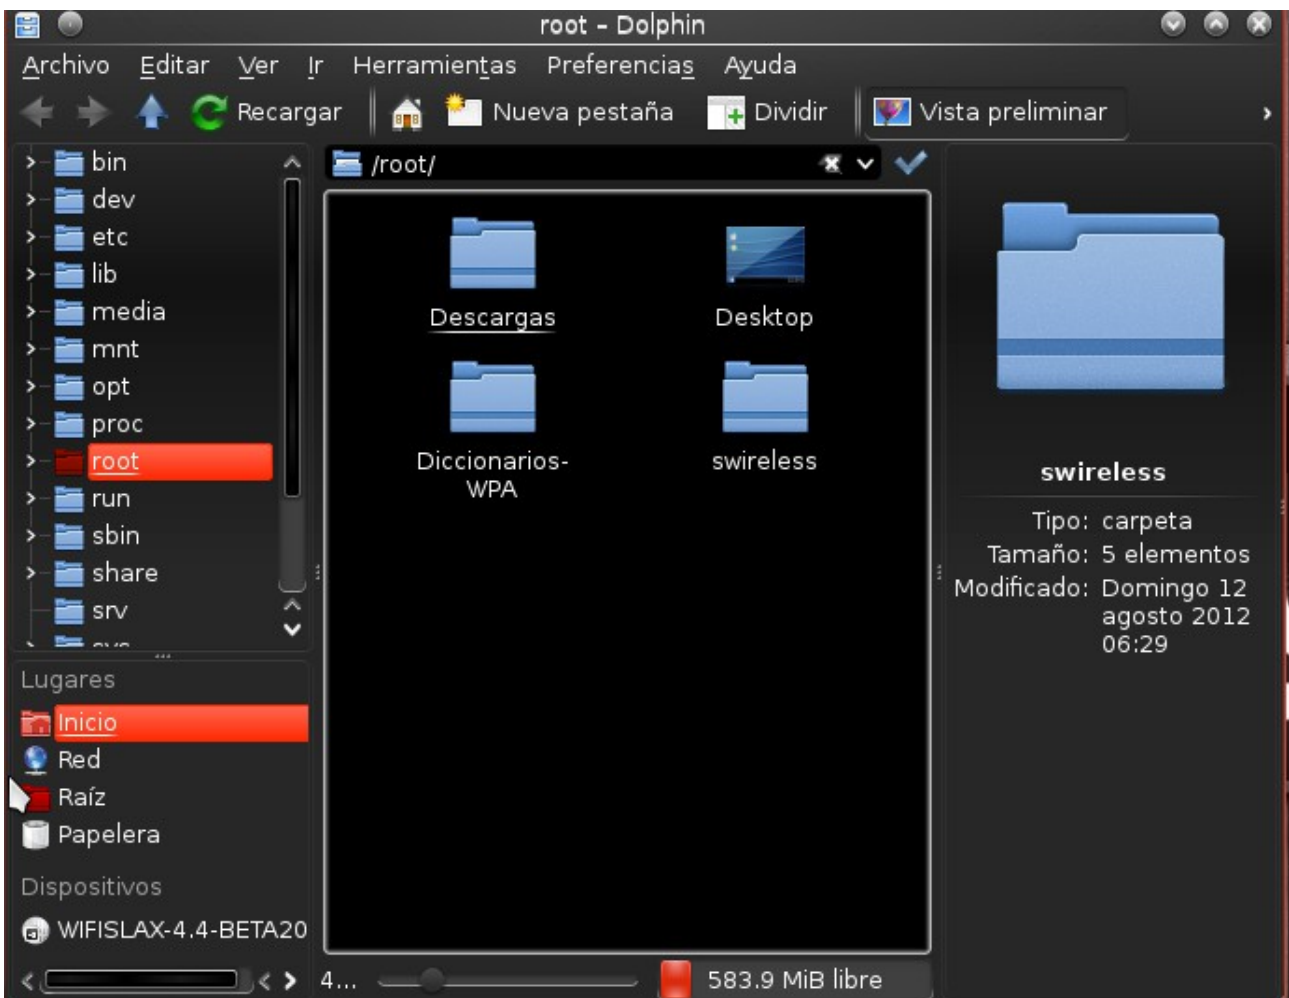 root – Dolphin
Archivo Editar Ver Ir Herramientas Preferencias Ayuda
Recargar Nueva pestaña Dividir Vista preliminar
bin
dev
etc
lib
media
mnt
opt
proc
root
run
sbin
share
srv
Lugares
Inicio
Red
Raíz
Papelera
Dispositivos
WIFISLAX-4.4-BETA20
/root/
Descargas
Desktop
Diccionarios-
WPA
swireless
4...
583.9 MiB libre
swireless
Tipo: carpeta
Tamaño: 5 elementos
Modificado: Domingo 12
agosto 2012
06:29